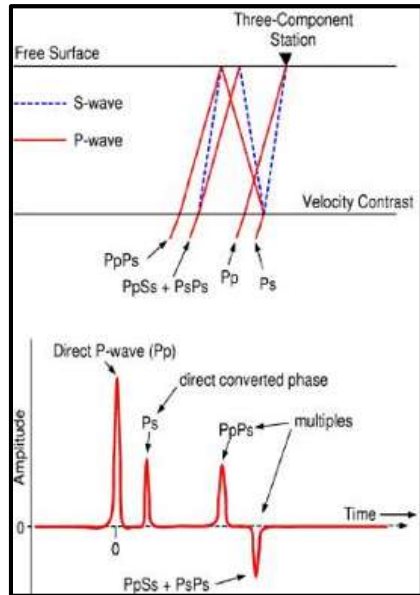 Three-Component
Station
Free Surface
S-wave
P-wave
Velocity Contrast
PpPs
PpSs + PsPs
Pp
Ps
Direct P-wave (Pp)
direct converted phase
Ps
PpPs
multiples
Amplitude
Time
0
0
PpSs + PsPs